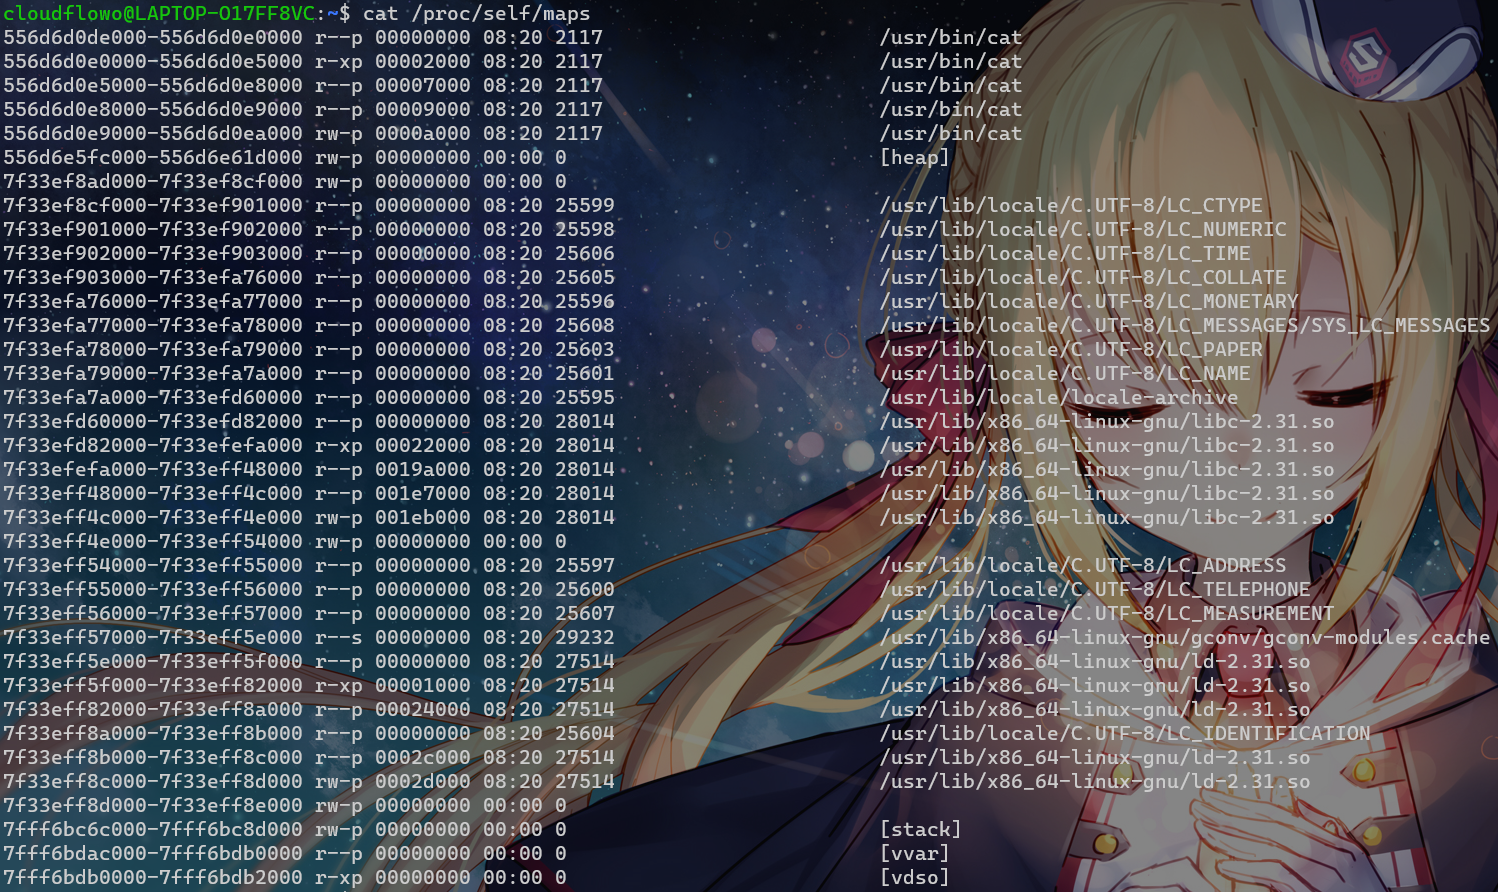 cloudflowo@LAPTOP-O17FF8VC:~$ cat /proc/self/maps
556d6d0de000-556d6d0e0000 r--p 00000000 08:20 2117                       /usr/bin/cat
556d6d0e0000-556d6d0e5000 r-xp 00002000 08:20 2117                       /usr/bin/cat
556d6d0e5000-556d6d0e8000 r--p 00007000 08:20 2117                       /usr/bin/cat
556d6d0e8000-556d6d0e9000 r--p 00009000 08:20 2117                       /usr/bin/cat
556d6d0e9000-556d6d0ea000 rw-p 0000a000 08:20 2117                       /usr/bin/cat
556d6e5fc000-556d6e61d000 rw-p 00000000 00:00 0                          [heap]
7f33ef8ad000-7f33ef8cf000 rw-p 00000000 00:00 0
7f33ef8cf000-7f33ef901000 r--p 00000000 08:20 25599                      /usr/lib/locale/C.UTF-8/LC_CTYPE
7f33ef901000-7f33ef902000 r--p 00000000 08:20 25598                      /usr/lib/locale/C.UTF-8/LC_NUMERIC
7f33ef902000-7f33ef903000 r--p 00000000 08:20 25606                      /usr/lib/locale/C.UTF-8/LC_TIME
7f33ef903000-7f33efa76000 r--p 00000000 08:20 25605                      /usr/lib/locale/C.UTF-8/LC_COLLATE
7f33efa76000-7f33efa77000 r--p 00000000 08:20 25596                      /usr/lib/locale/C.UTF-8/LC_MONETARY
7f33efa77000-7f33efa78000 r--p 00000000 08:20 25608                      /usr/lib/locale/C.UTF-8/LC_MESSAGES/SYS_LC_MESSAGES
7f33efa78000-7f33efa79000 r--p 00000000 08:20 25603                      /usr/lib/locale/C.UTF-8/LC_PAPER
7f33efa79000-7f33efa7a000 r--p 00000000 08:20 25601                      /usr/lib/locale/C.UTF-8/LC_NAME
7f33efa7a000-7f33efd60000 r--p 00000000 08:20 25595                      /usr/lib/locale/locale-archive
7f33efd60000-7f33efd82000 r--p 00000000 08:20 28014                      /usr/lib/x86_64-linux-gnu/libc-2.31.so
7f33efd82000-7f33efefa000 r-xp 00022000 08:20 28014                      /usr/lib/x86_64-linux-gnu/libc-2.31.so
7f33efefa000-7f33eff48000 r--p 0019a000 08:20 28014                      /usr/lib/x86_64-linux-gnu/libc-2.31.so
7f33eff48000-7f33eff4c000 r--p 001e7000 08:20 28014                      /usr/lib/x86_64-linux-gnu/libc-2.31.so
7f33eff4c000-7f33eff4e000 rw-p 001eb000 08:20 28014                      /usr/lib/x86_64-linux-gnu/libc-2.31.so
7f33eff4e000-7f33eff54000 rw-p 00000000 00:00 0
7f33eff54000-7f33eff55000 r--p 00000000 08:20 25597                      /usr/lib/locale/C.UTF-8/LC_ADDRESS
7f33eff55000-7f33eff56000 r--p 00000000 08:20 25600                      /usr/lib/locale/C.UTF-8/LC_TELEPHONE
7f33eff56000-7f33eff57000 r--p 00000000 08:20 25607                      /usr/lib/locale/C.UTF-8/LC_MEASUREMENT
7f33eff57000-7f33eff5e000 r--s 00000000 08:20 29232                      /usr/lib/x86_64-linux-gnu/gconv/gconv-modules.cache
7f33eff5e000-7f33eff5f000 r--p 00000000 08:20 27514                      /usr/lib/x86_64-linux-gnu/ld-2.31.so
7f33eff5f000-7f33eff82000 r-xp 00001000 08:20 27514                      /usr/lib/x86_64-linux-gnu/ld-2.31.so
7f33eff82000-7f33eff8a000 r--p 00024000 08:20 27514                      /usr/lib/x86_64-linux-gnu/ld-2.31.so
7f33eff8a000-7f33eff8b000 r--p 00000000 08:20 25604                      /usr/lib/locale/C.UTF-8/LC_IDENTIFICATION
7f33eff8b000-7f33eff8c000 r--p 0002c000 08:20 27514                      /usr/lib/x86_64-linux-gnu/ld-2.31.so
7f33eff8c000-7f33eff8d000 rw-p 0002d000 08:20 27514                      /usr/lib/x86_64-linux-gnu/ld-2.31.so
7f33eff8d000-7f33eff8e000 rw-p 00000000 00:00 0
7fff6bc6c000-7fff6bc8d000 rw-p 00000000 00:00 0                          [stack]
7fff6bdac000-7fff6bdb0000 r--p 00000000 00:00 0                          [vvar]
7fff6bdb0000-7fff6bdb2000 r-xp 00000000 00:00 0                          [vdso]